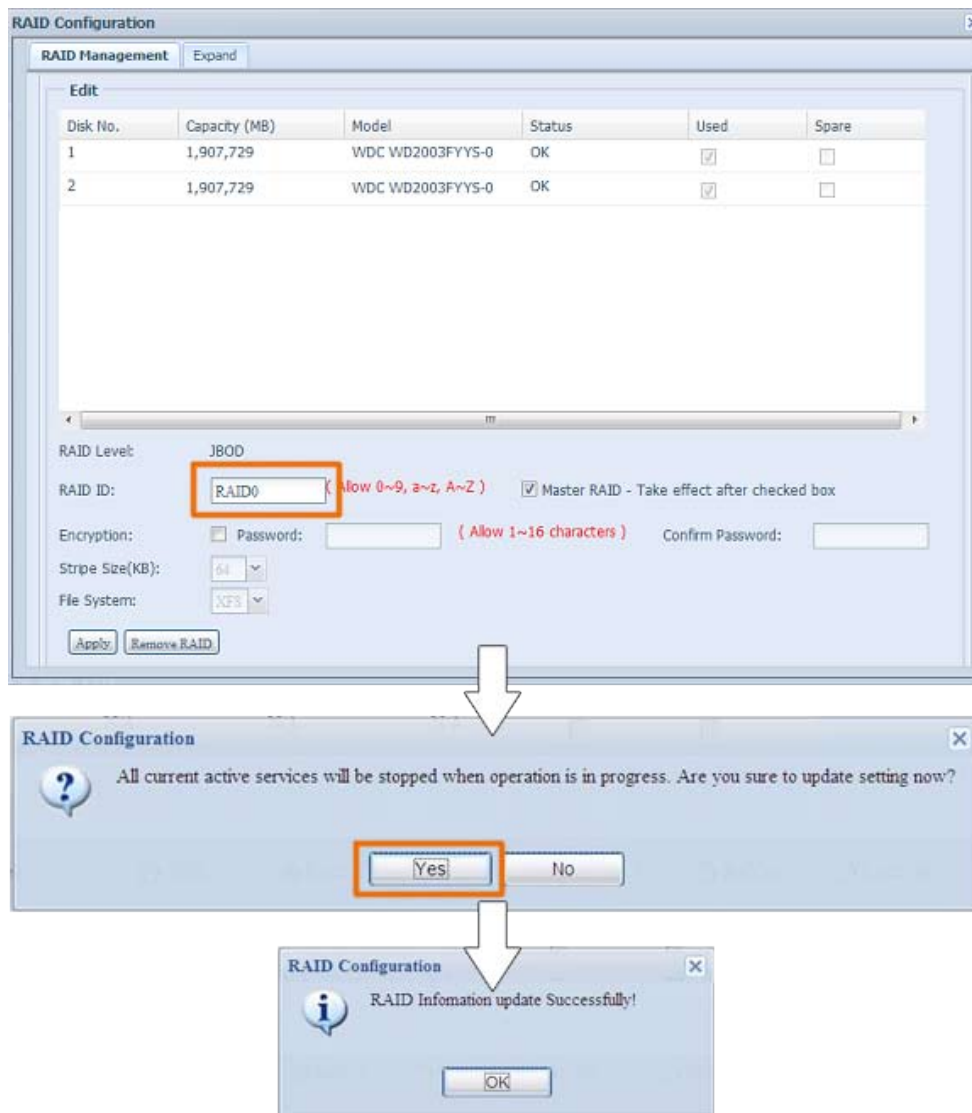 RAID Configuration
RAID Management Expand
Edit
Disk No. Capacity (MB) Model Status Used Spare
1 1,907,729 WDC WD2003FYYS-0 OK
2 1,907,729 WDC WD2003FYYS-0 OK
RAID Level: JBOD
RAID ID: RAID0 ( Allow 0~9, a~z, A~Z ) Master RAID - Take effect after checked box
Encryption: Password: ( Allow 1~16 characters ) Confirm Password:
Stripe Size(KB): 64
File System: XFS
Apply Remove RAID
RAID Configuration
All current active services will be stopped when operation is in progress. Are you sure to update setting now?
Yes No
RAID Configuration
RAID Infomation update Successfully!
OK